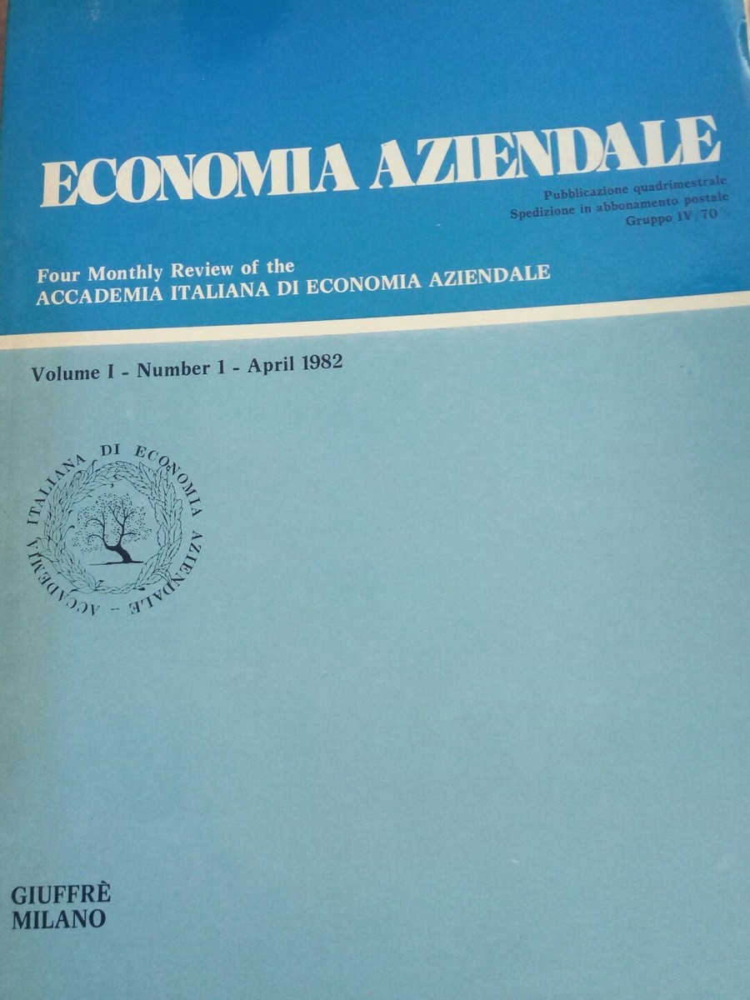 ECONOMIA AZIENDALE
Pubblicazione quadrimestrale
Spedizione in abbonamento postale
Gruppo IV/70%
Four Monthly Review of the
ACCADEMIA ITALIANA DI ECONOMIA AZIENDALE
Volume I - Number 1 - April 1982
ACCADEMIA ITALIANA DI ECONOMIA AZIENDALE --
GIUFFRÈ
MILANO